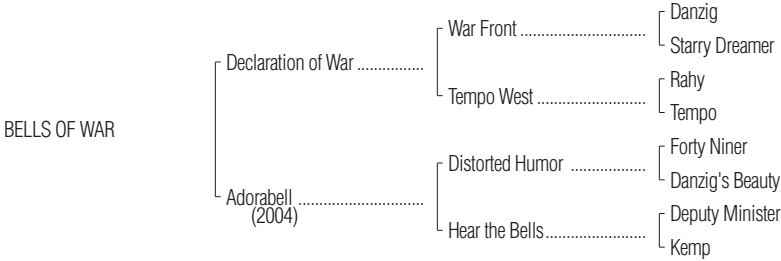 Danzig
War Front ..............................
Starry Dreamer
Declaration of War ................
Rahy
Tempo West ..........................
Tempo
BELLS OF WAR
Forty Niner
Distorted Humor ..................
Danzig's Beauty
Adorabell ..............................
(2004)
Deputy Minister
Hear the Bells........................
Kemp